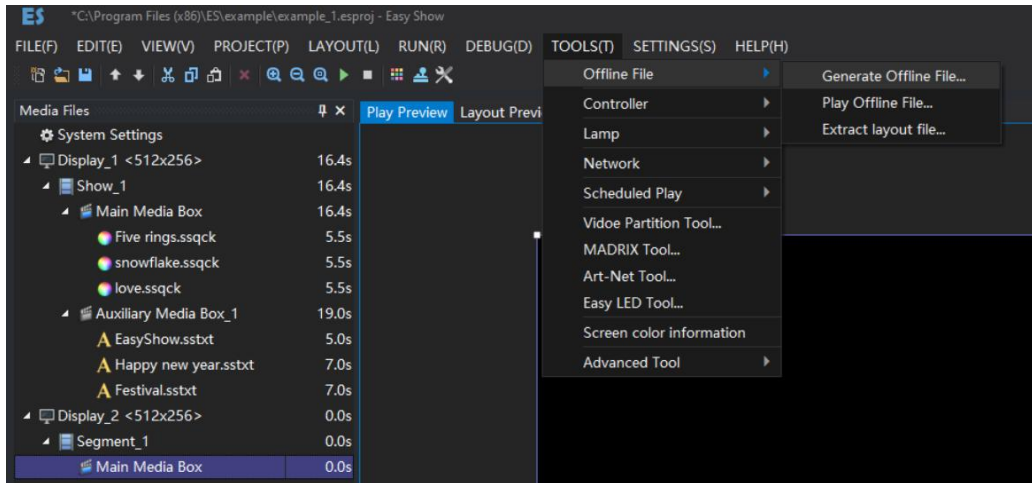 ES *C:\Program Files (x86)\ES\example\example_1.esproj - Easy Show
FILE(F) EDIT(E) VIEW(V) PROJECT(P) LAYOUT(L) RUN(R) DEBUG(D) TOOLS(T) SETTINGS(S) HELP(H)
Media Files
Play Preview Layout Previ
System Settings
Display_1 <512x256> 16.4s
Show_1 16.4s
Main Media Box 16.4s
Five rings.ssqck 5.5s
snowflake.ssqck 5.5s
love.ssqck 5.5s
Auxiliary Media Box_1 19.0s
A EasyShow.sstxt 5.0s
A Happy new year.sstxt 7.0s
A Festival.sstxt 7.0s
Display_2 <512x256> 0.0s
Segment_1 0.0s
Main Media Box 0.0s
Offline File
Controller
Lamp
Network
Scheduled Play
Vidoe Partition Tool...
MADRIX Tool...
Art-Net Tool...
Easy LED Tool...
Screen color information
Advanced Tool
Generate Offline File...
Play Offline File...
Extract layout file...